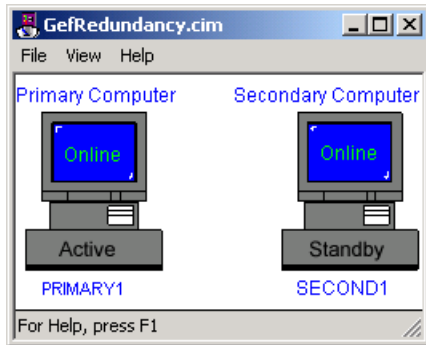 GefRedundancy.cim
File View Help
Primary Computer Secondary Computer
Online Online
Active Standby
PRIMARY1 SECOND1
For Help, press F1